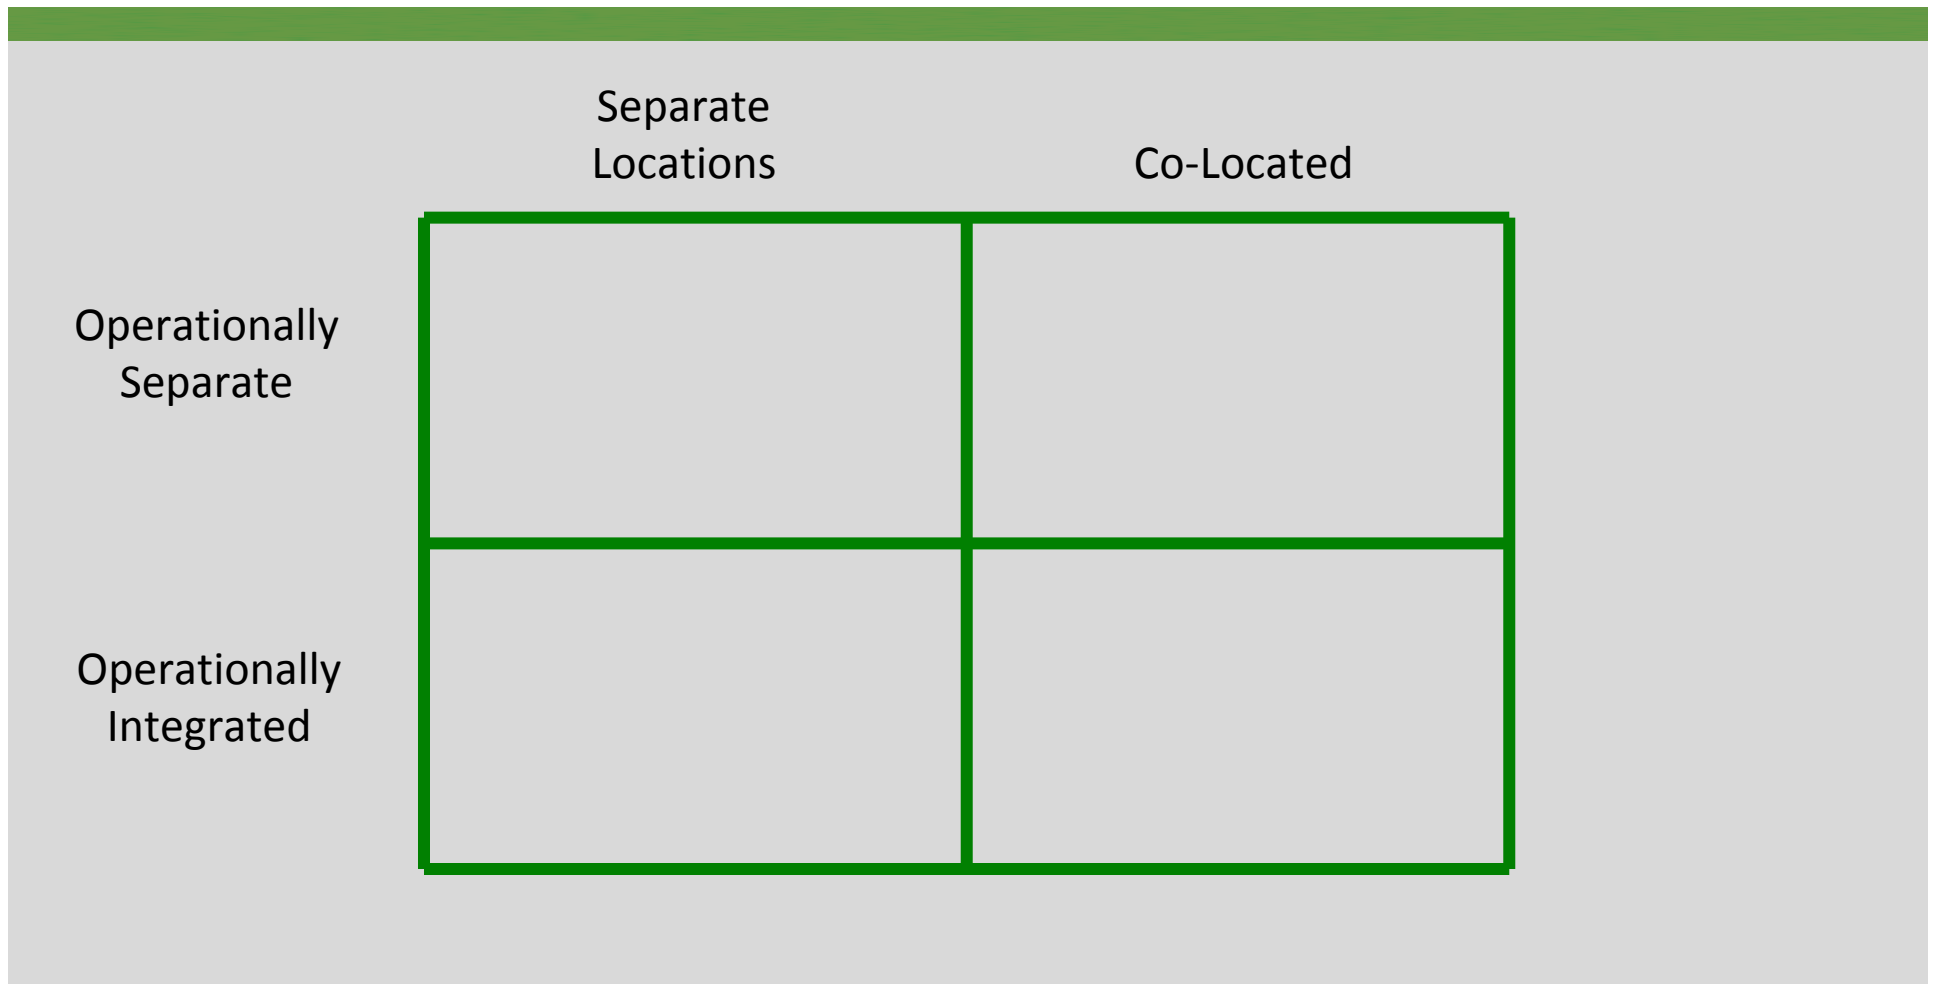 Separate
Locations
Co-Located
Operationally
Separate
Operationally
Integrated